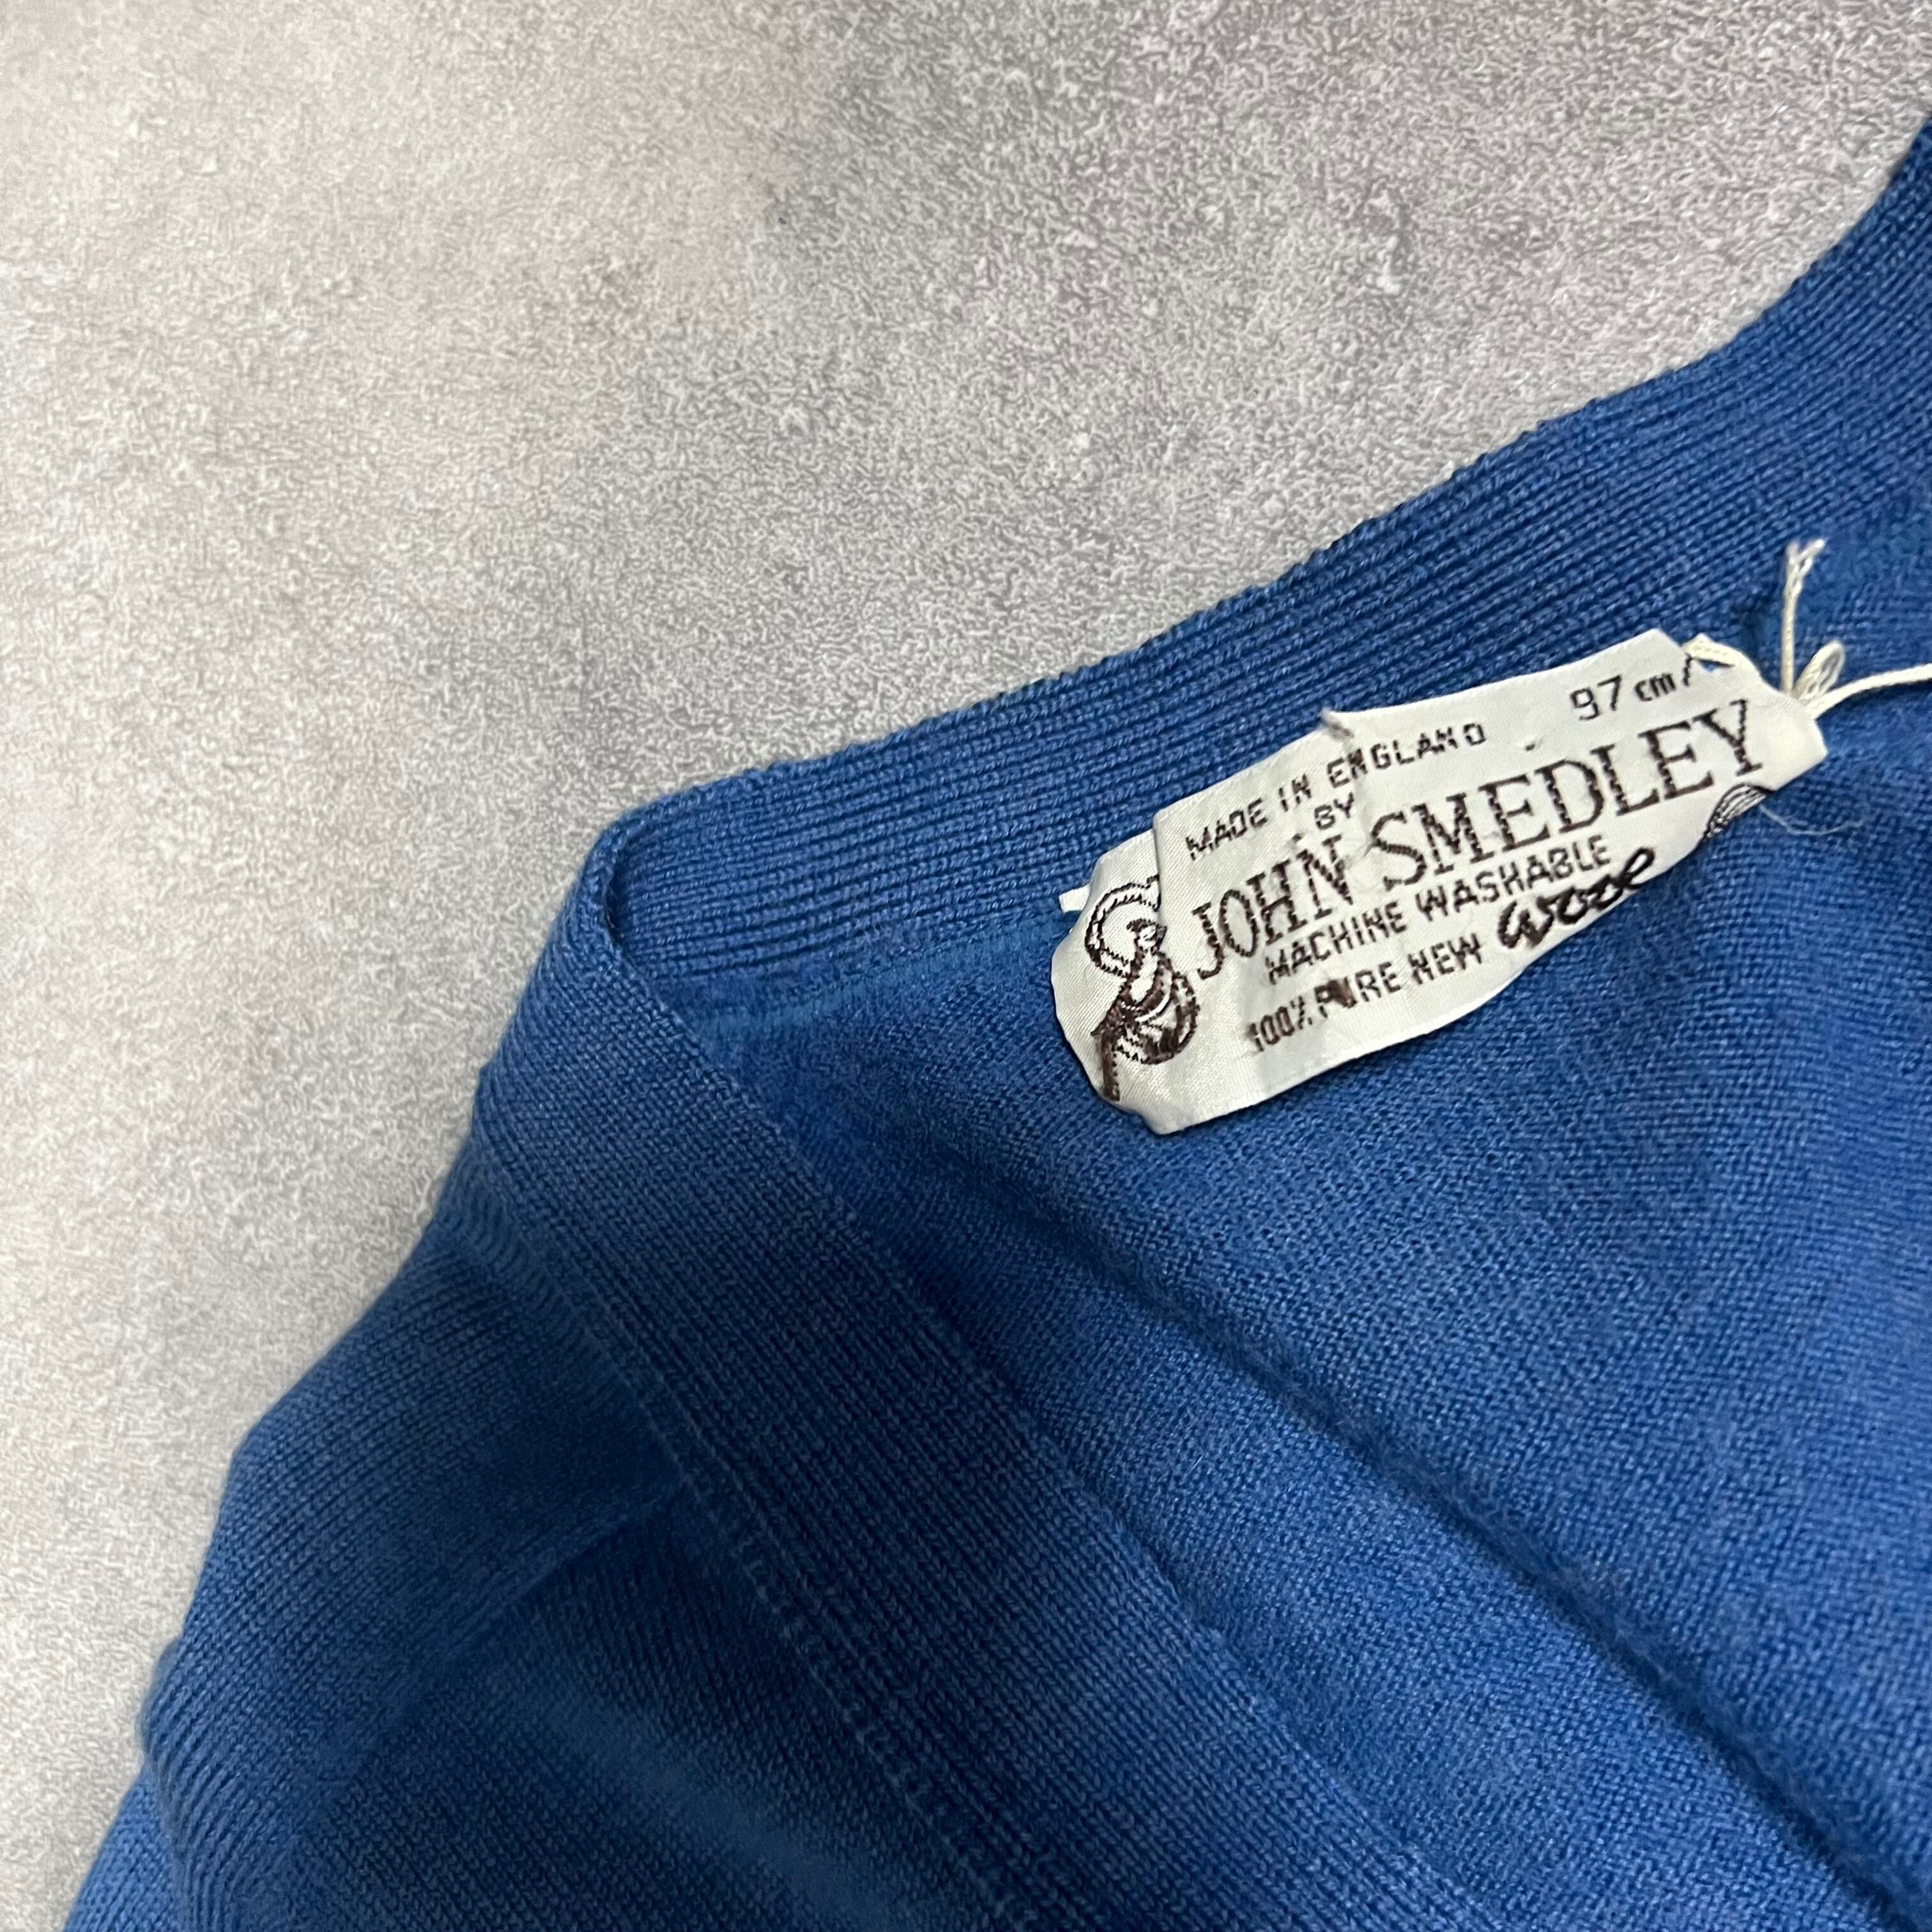 MADE IN ENGLAND 97 cm
BY
JOHN SMEDLEY
MACHINE WASHABLE
100% PURE NEW wool